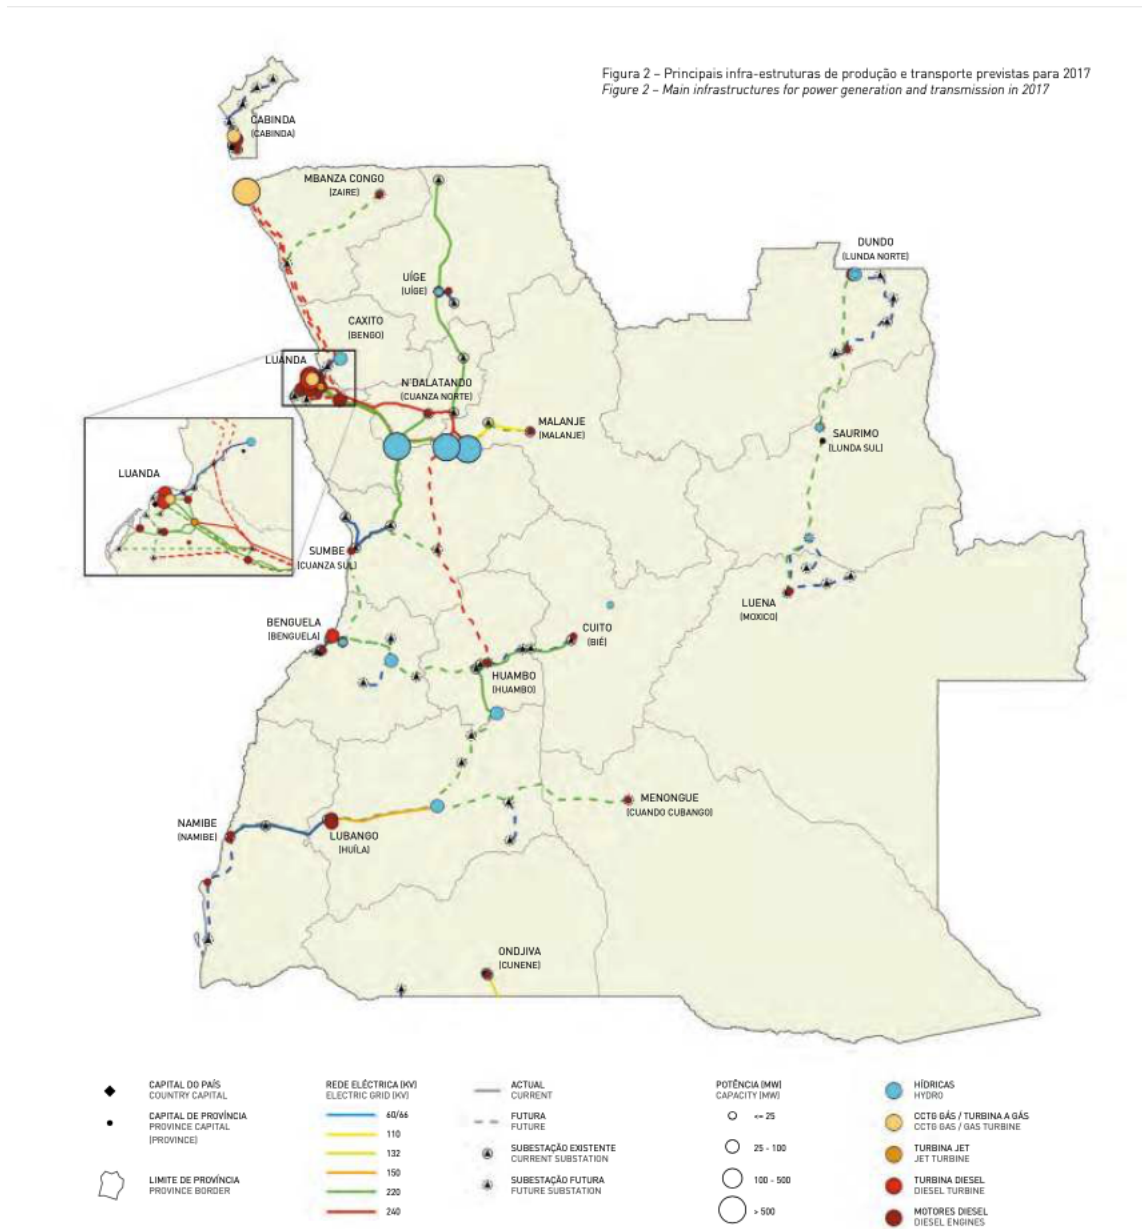 Figura 2 – Principais infra-estruturas de produção e transporte previstas para 2017
Figure 2 – Main infrastructures for power generation and transmission in 2017
CABINDA
(CABINDA)
MBANZA CONGO
(ZAIRE)
DUNDO
(LUNDA NORTE)
UÍGE
(UÍGE)
CAXITO
(BENGO)
LUANDA
N'DALATANDO
(CUANZA NORTE)
MALANJE
(MALANJE)
SAURIMO
(LUNDA SUL)
LUANDA
SUMBE
(CUANZA SUL)
LUENA
(MOXICO)
BENGUELA
(BENGUELA)
CUITO
(BIÉ)
HUAMBO
(HUAMBO)
MENONGUE
(CUANDO CUBANGO)
NAMIBE
(NAMIBE)
LUBANGO
(HUÍLA)
ONDJIVA
(CUNENE)
CAPITAL DO PAÍS
COUNTRY CAPITAL
CAPITAL DE PROVÍNCIA
PROVINCE CAPITAL
(PROVINCE)
LIMITE DE PROVÍNCIA
PROVINCE BORDER
REDE ELÉCTRICA (KV)
ELECTRIC GRID (KV)
60/66
110
132
150
220
240
ACTUAL
CURRENT
FUTURA
FUTURE
SUBESTAÇÃO EXISTENTE
CURRENT SUBSTATION
SUBESTAÇÃO FUTURA
FUTURE SUBSTATION
POTÊNCIA (MW)
CAPACITY (MW)
<= 25
25 - 100
100 - 500
> 500
HÍDRICAS
HYDRO
CCTG GÁS / TURBINA A GÁS
CCTG GAS / GAS TURBINE
TURBINA JET
JET TURBINE
TURBINA DIESEL
DIESEL TURBINE
MOTORES DIESEL
DIESEL ENGINES